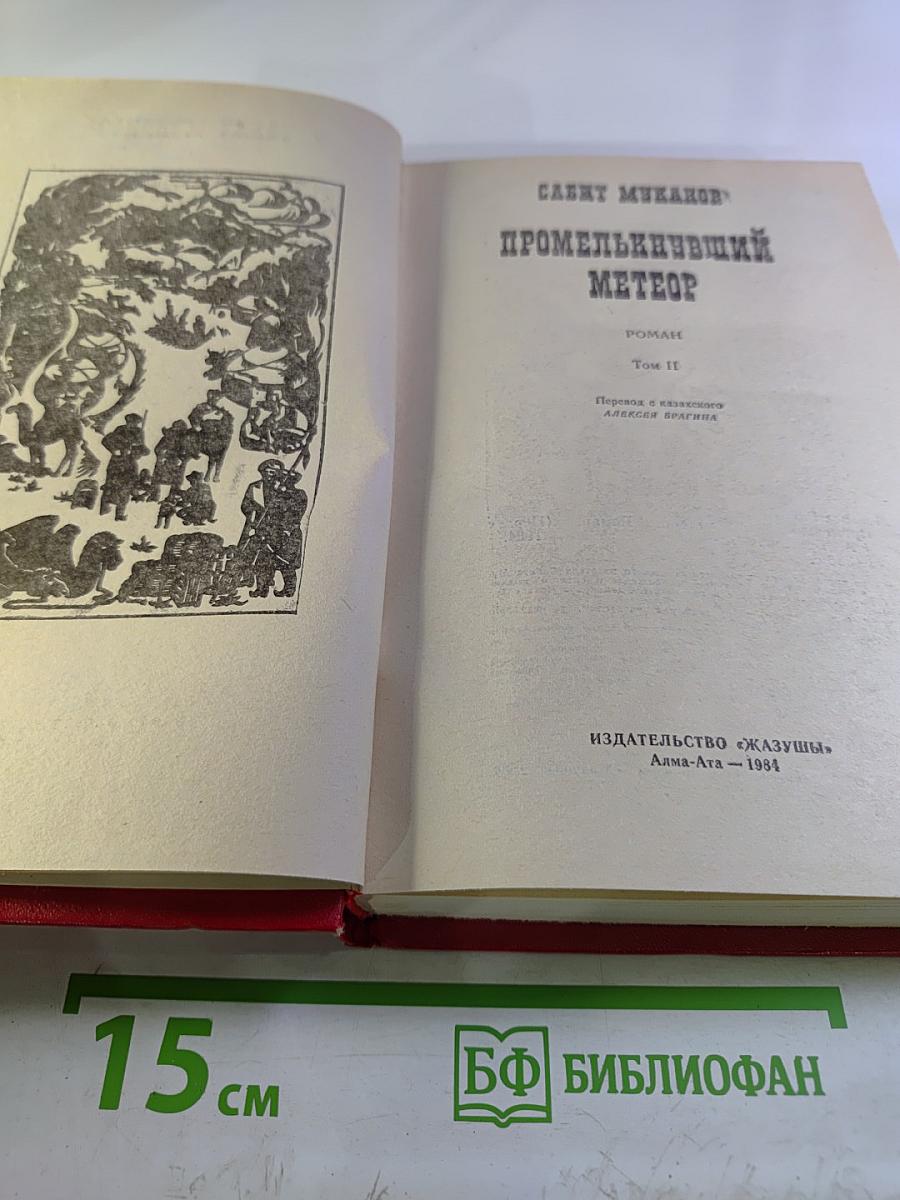 САБИТ МУКАНОВ
ПРОМЕЛЬКНУВШИЙ
МЕТЕОР
РОМАН
Том II
Перевод с казахского
АЛЕКСЕЯ БРАГИНА
ИЗДАТЕЛЬСТВО «ЖАЗУШЫ»
Алма-Ата — 1984
15 см
БФ БИБЛИОФАН